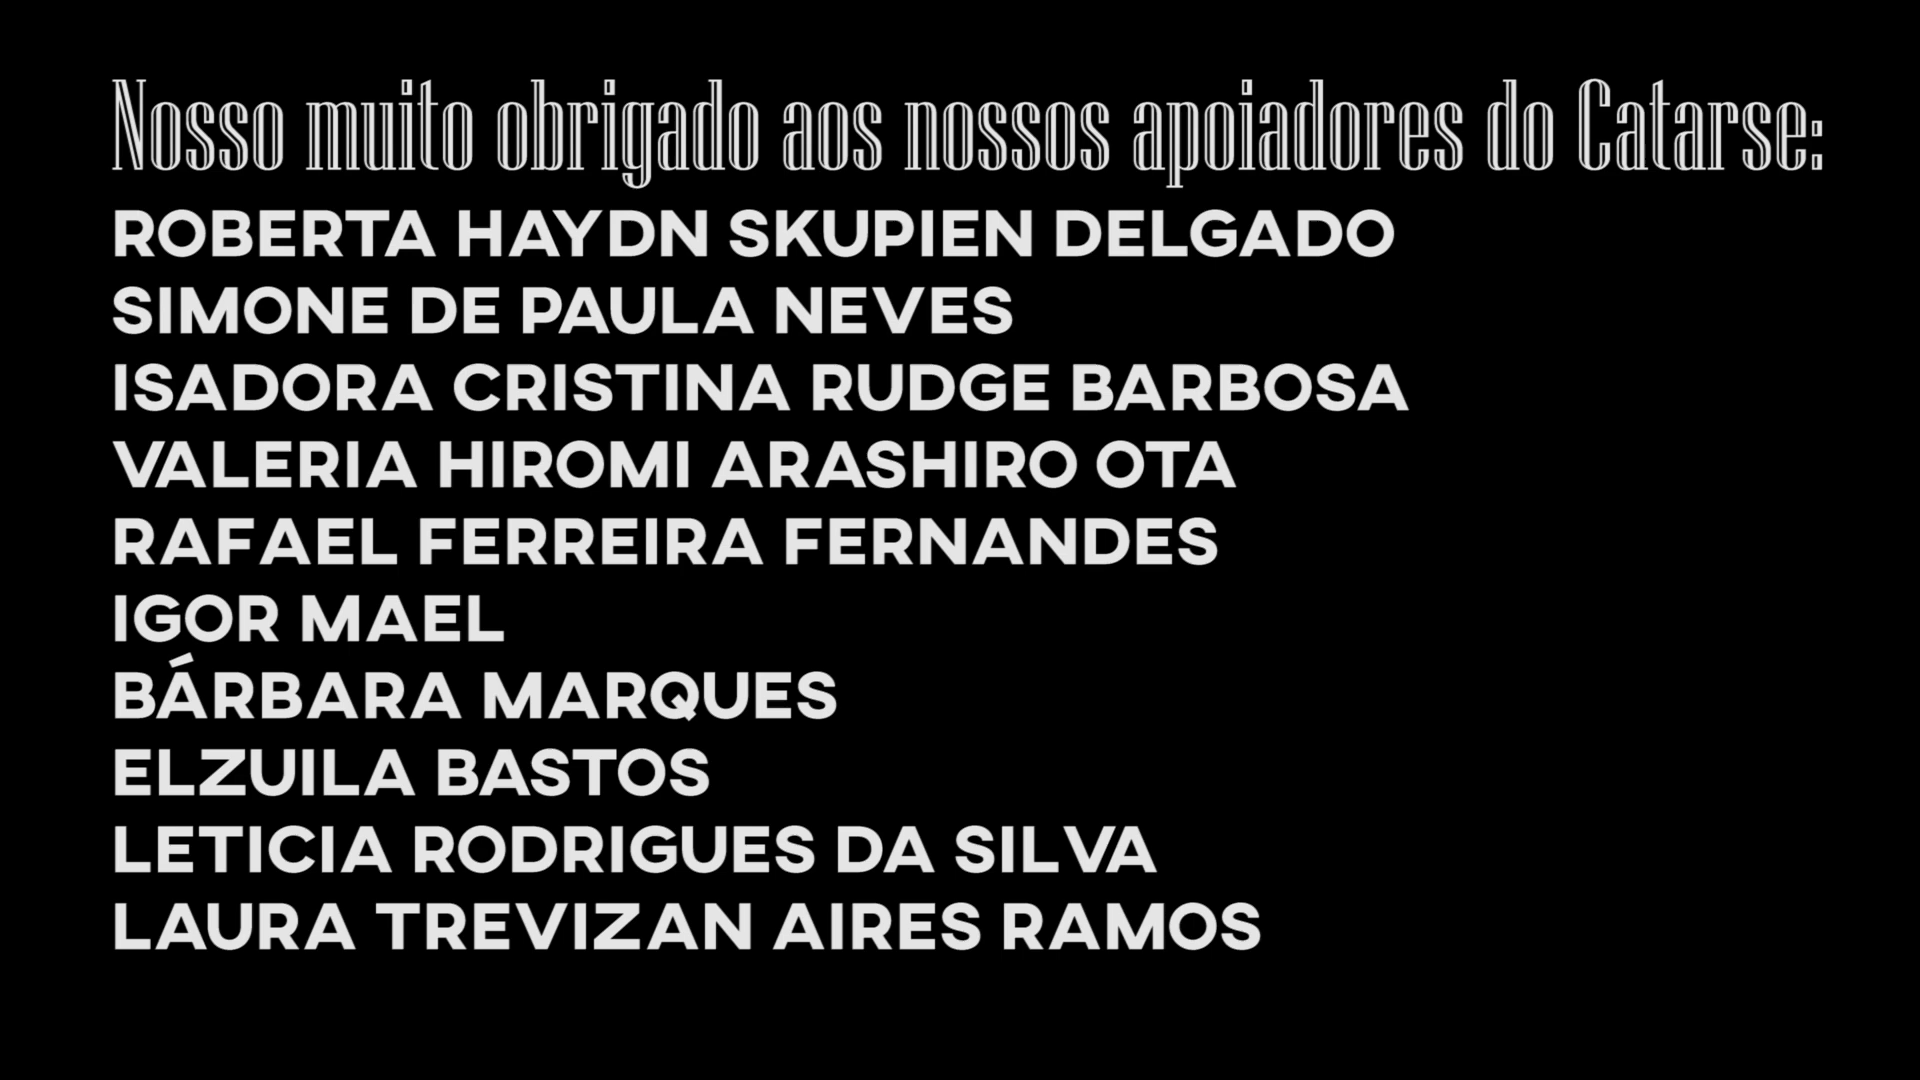 Nosso muito obrigado aos nossos apoiadores do Catarse:
ROBERTA HAYDN SKUPIEN DELGADO
SIMONE DE PAULA NEVES
ISADORA CRISTINA RUDGE BARBOSA
VALERIA HIROMI ARASHIRO OTA
RAFAEL FERREIRA FERNANDES
IGOR MAEL
BÁRBARA MARQUES
ELZUILA BASTOS
LETICIA RODRIGUES DA SILVA
LAURA TREVIZAN AIRES RAMOS